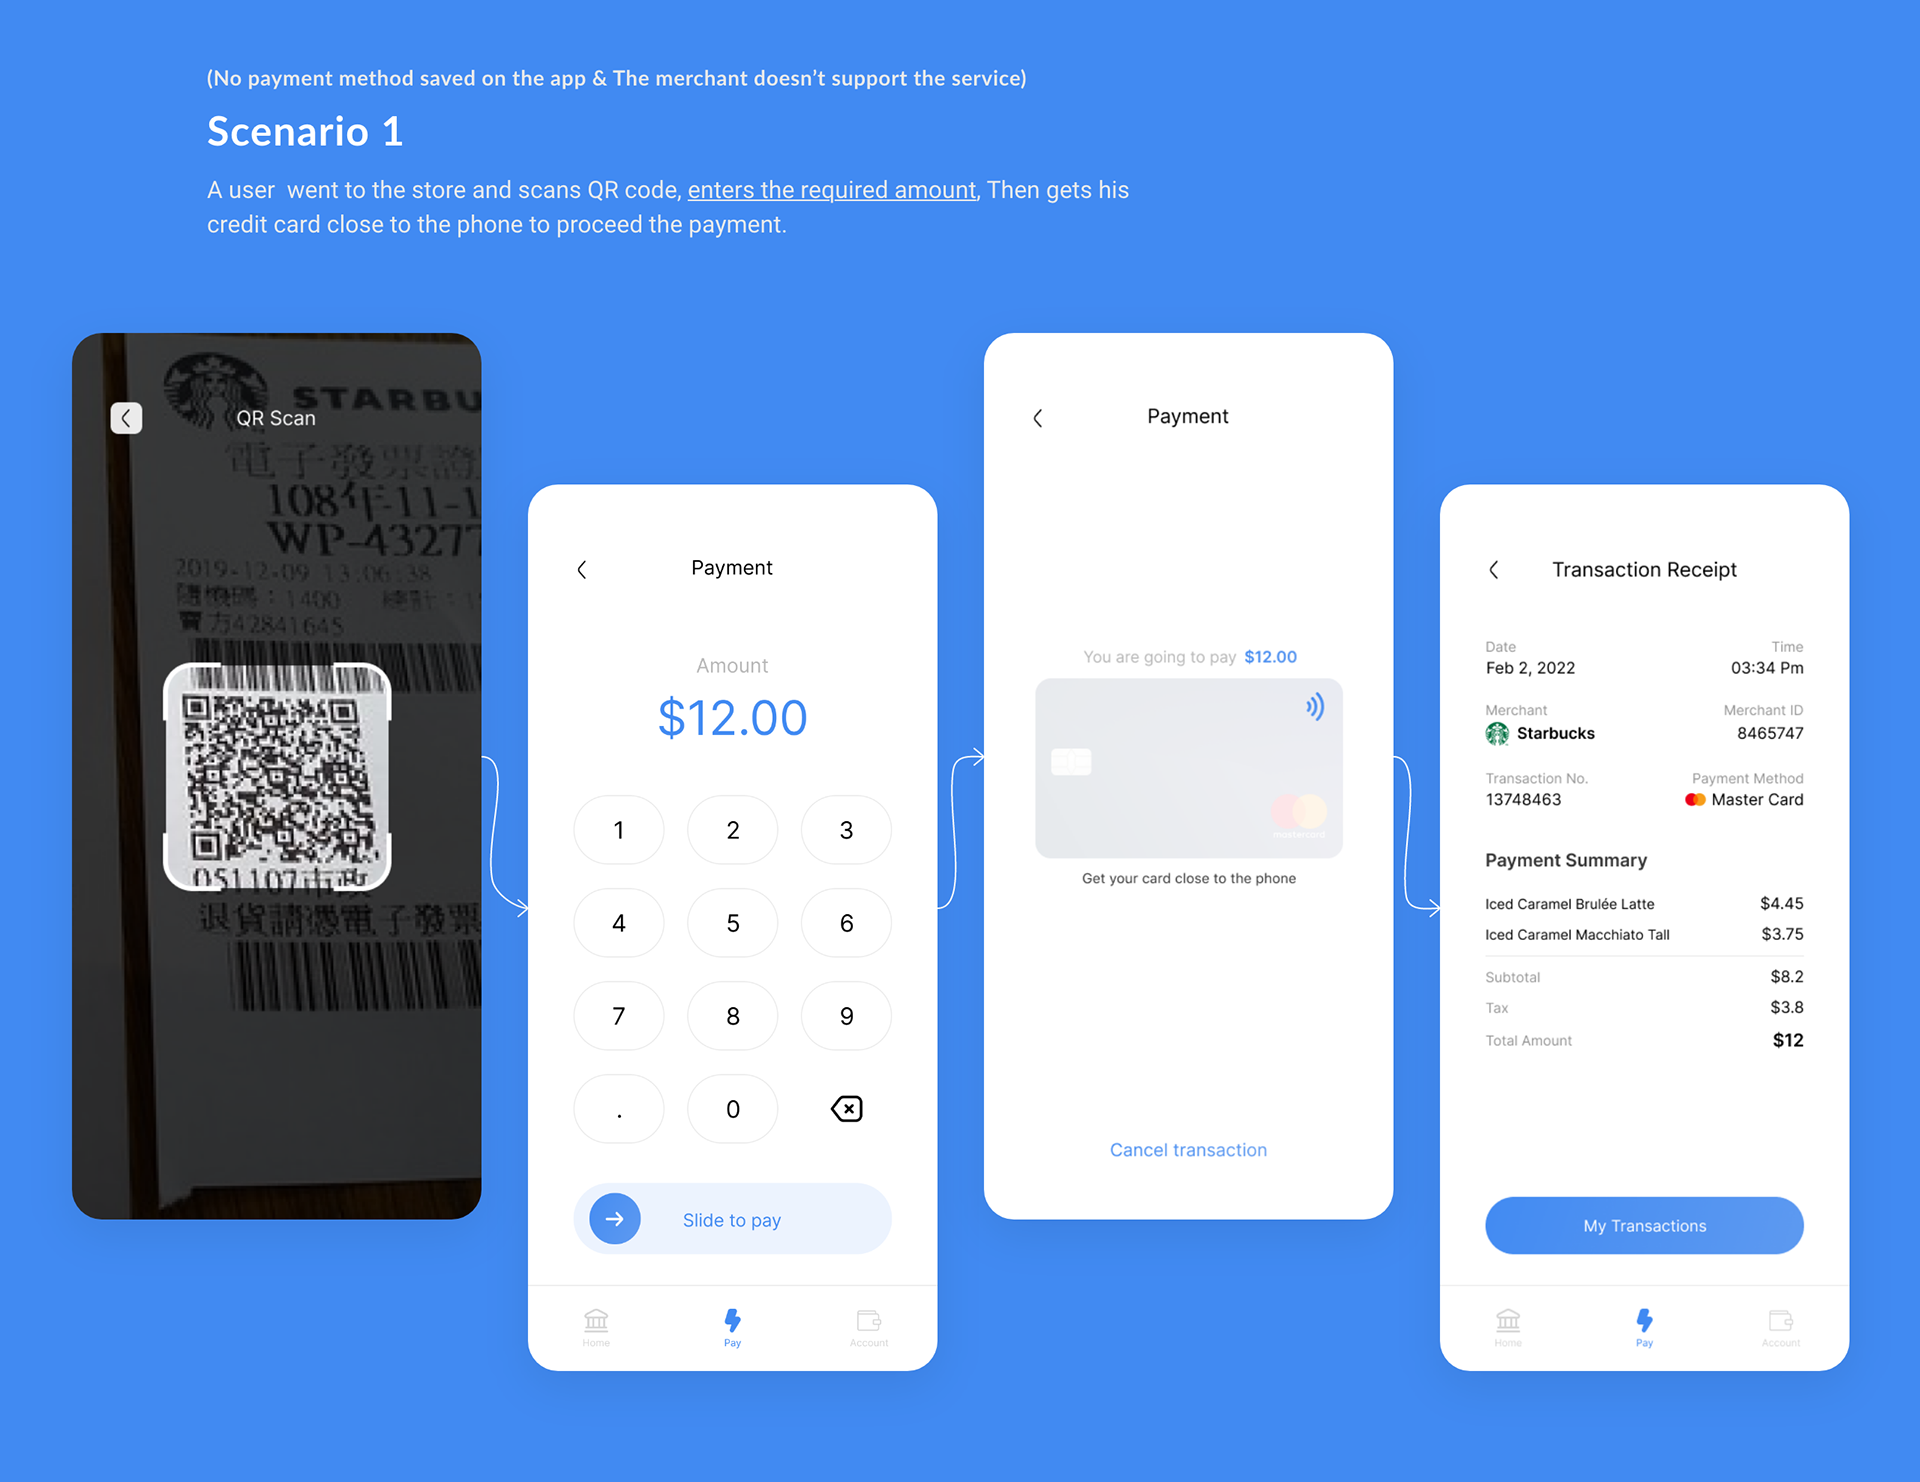 (No payment method saved on the app & The merchant doesn’t support the service)
Scenario 1
A user  went to the store and scans QR code, enters the required amount, Then gets his
credit card close to the phone to proceed the payment.
STARBU
QR Scan
電子發票證
108年11-1
WP-43277
2019-12-09 13:06:38
隨機碼：1400 總計：1
賣方42841645
051107市政
退貨請憑電子發票
Payment
Amount
$12.00
1 2 3
4 5 6
7 8 9
. 0
Slide to pay
Home Pay Account
Payment
You are going to pay $12.00
mastercard
Get your card close to the phone
Cancel transaction
Transaction Receipt
Date Time
Feb 2, 2022 03:34 Pm
Merchant Merchant ID
Starbucks 8465747
Transaction No. Payment Method
13748463 Master Card
Payment Summary
Iced Caramel Brulée Latte $4.45
Iced Caramel Macchiato Tall $3.75
Subtotal $8.2
Tax $3.8
Total Amount $12
My Transactions
Home Pay Account